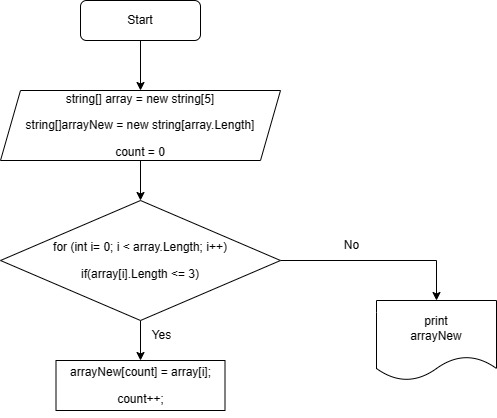 Start
string[] array = new string[5]
string[]arrayNew = new string[array.Length]
count = 0
for (int i= 0; i < array.Length; i++)
if(array[i].Length <= 3)
No
Yes
print
arrayNew
arrayNew[count] = array[i];
count++;